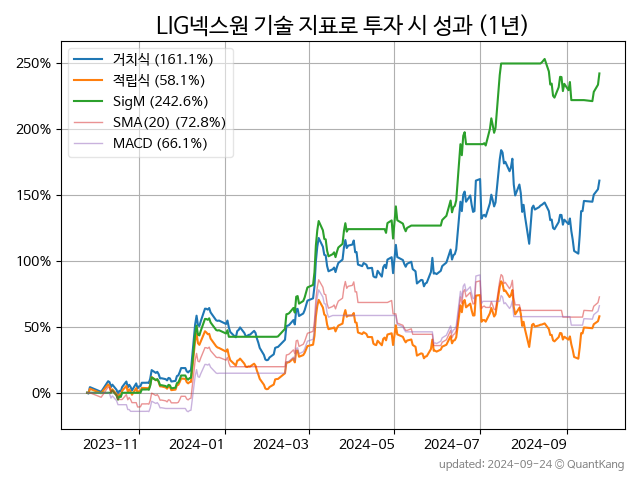 LIG넥스원 기술 지표로 투자 시 성과 (1년)
거치식 (161.1%)
적립식 (58.1%)
SigM (242.6%)
SMA(20) (72.8%)
MACD (66.1%)
250%
200%
150%
100%
50%
0%
2023-11 2024-01 2024-03 2024-05 2024-07 2024-09
updated: 2024-09-24 © QuantKang